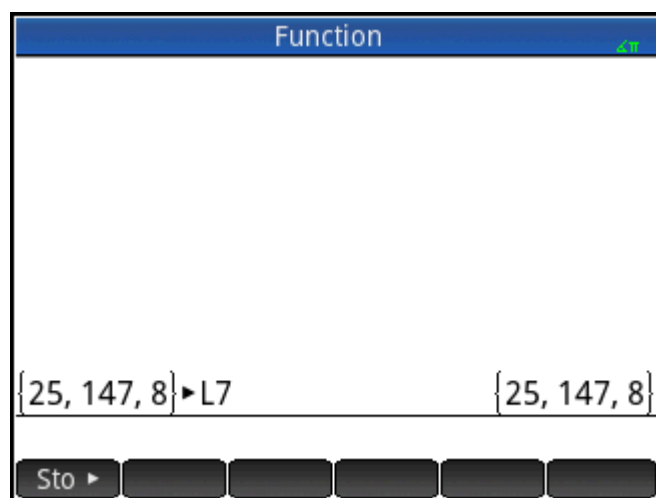 Function
∡π
{25, 147, 8}▶L7 {25, 147, 8}
Sto ▶